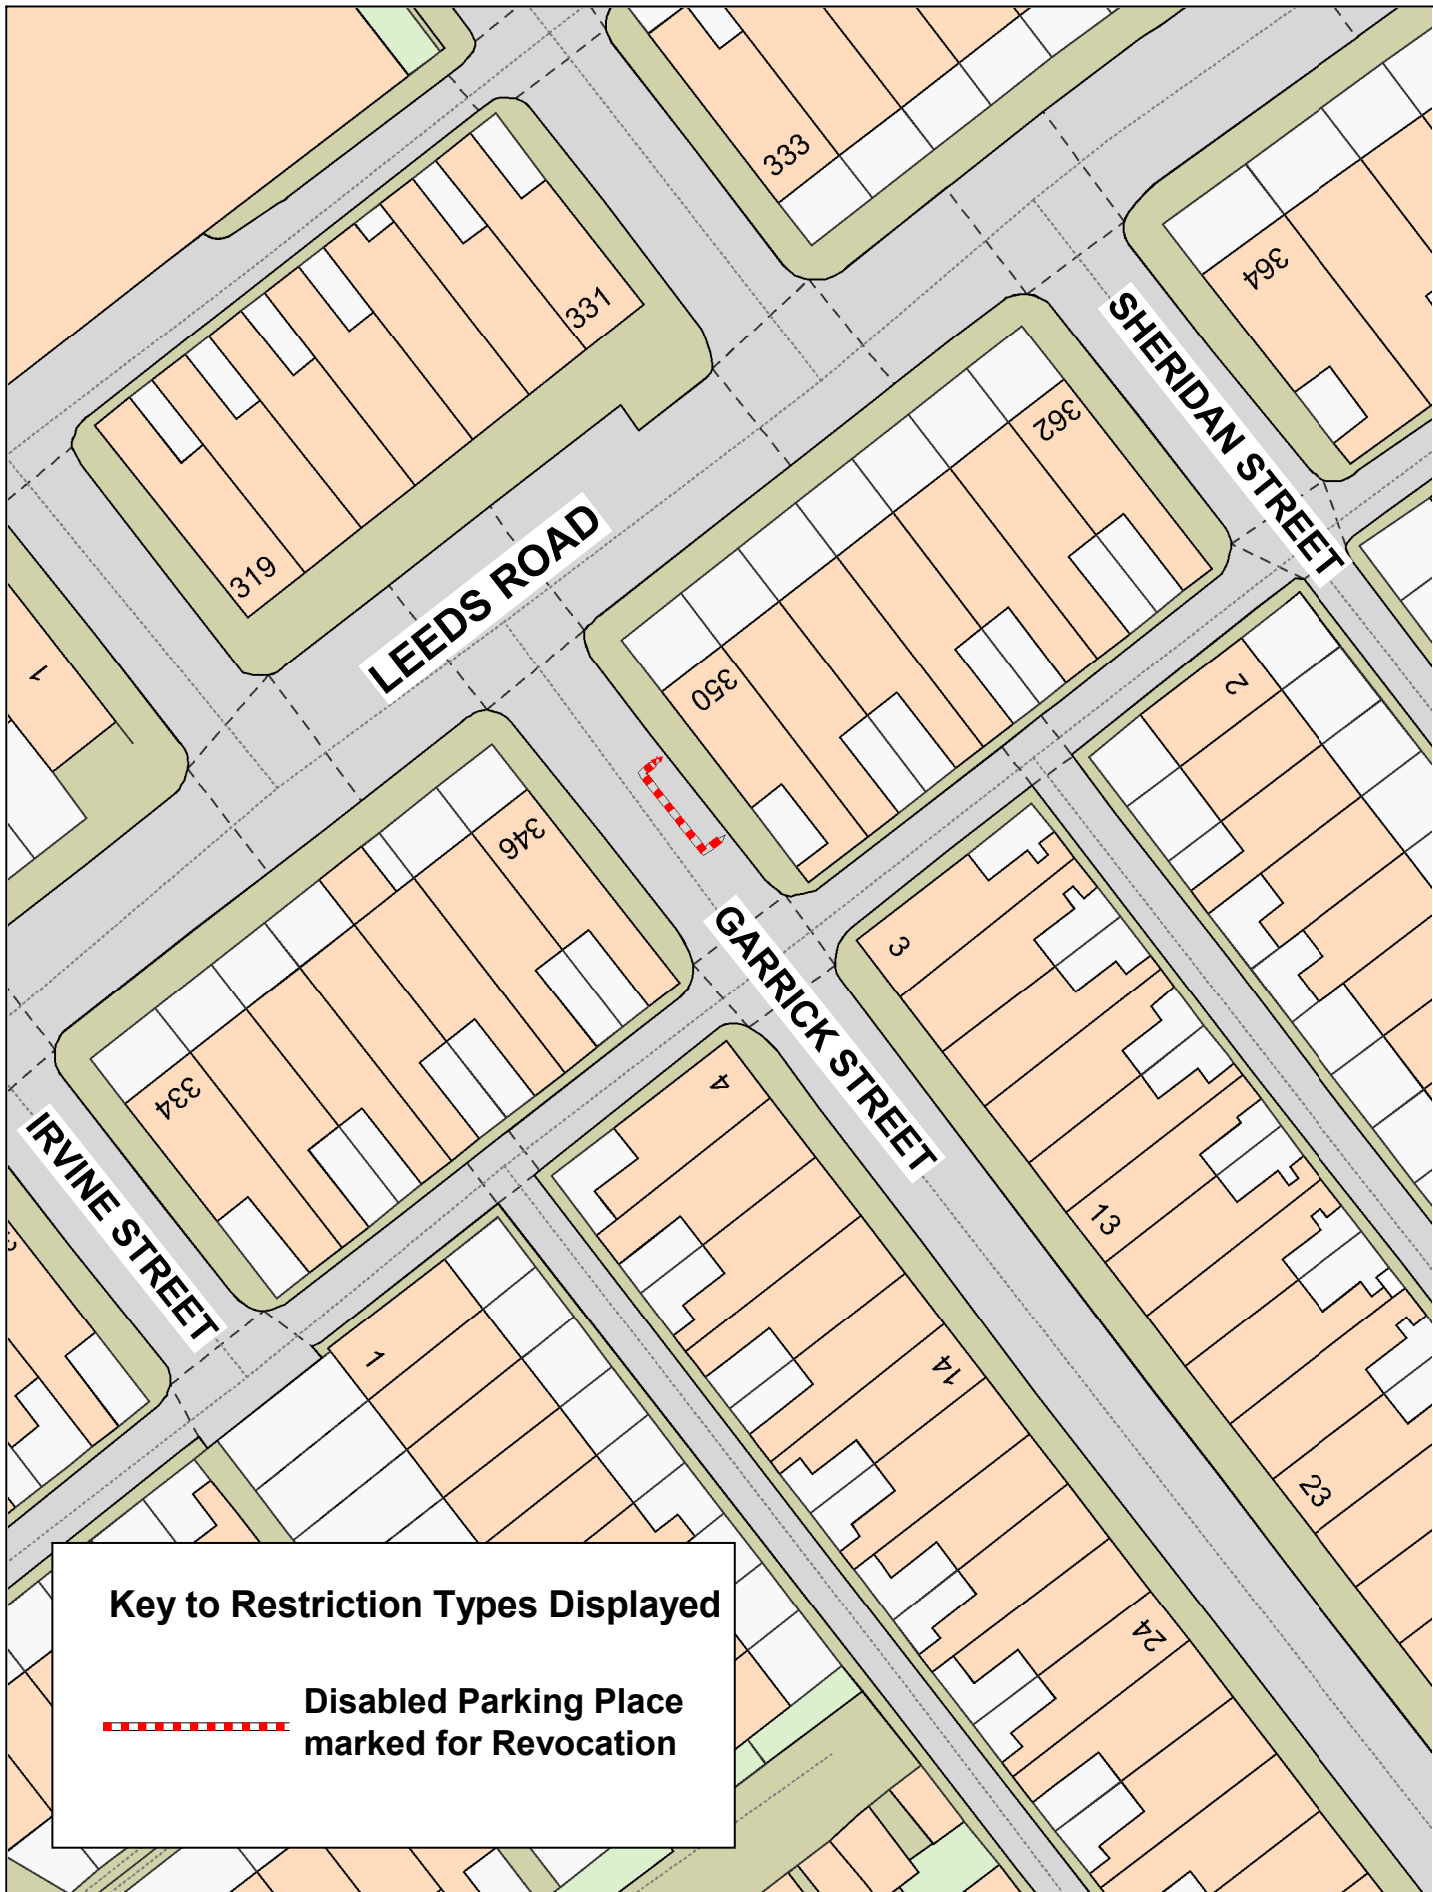 333
364
331
SHERIDAN STREET
362
LEEDS ROAD
319
1
350
2
346
GARRICK STREET
3
334
4
IRVINE STREET
13
1
14
23
24
Key to Restriction Types Displayed
Disabled Parking Place
marked for Revocation